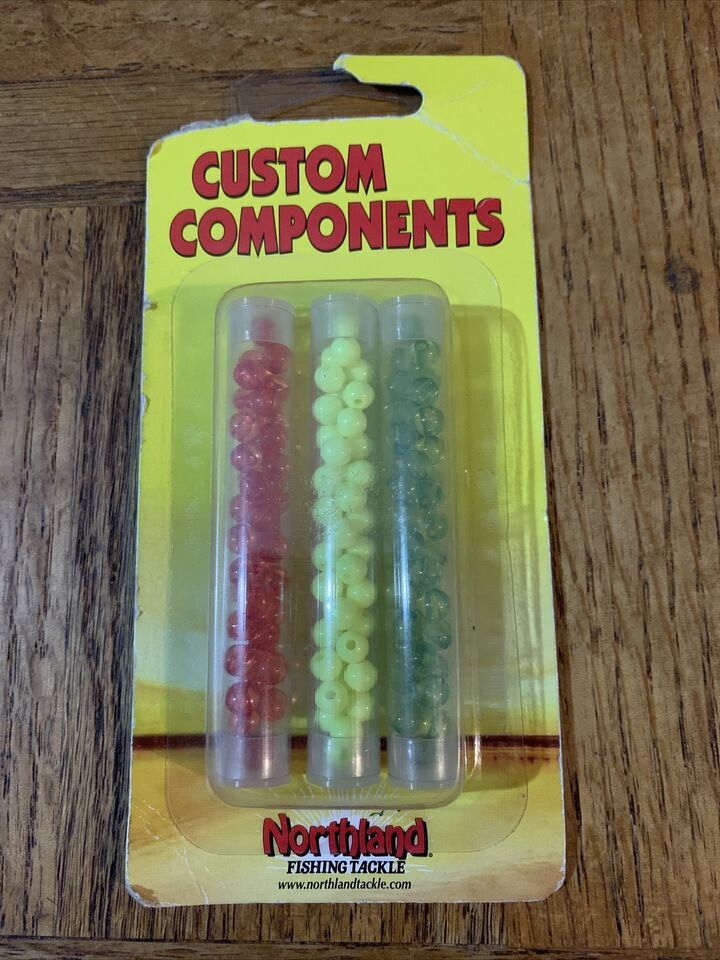 CUSTOM
COMPONENTS
Northland
FISHING TACKLE
www.northlandtackle.com